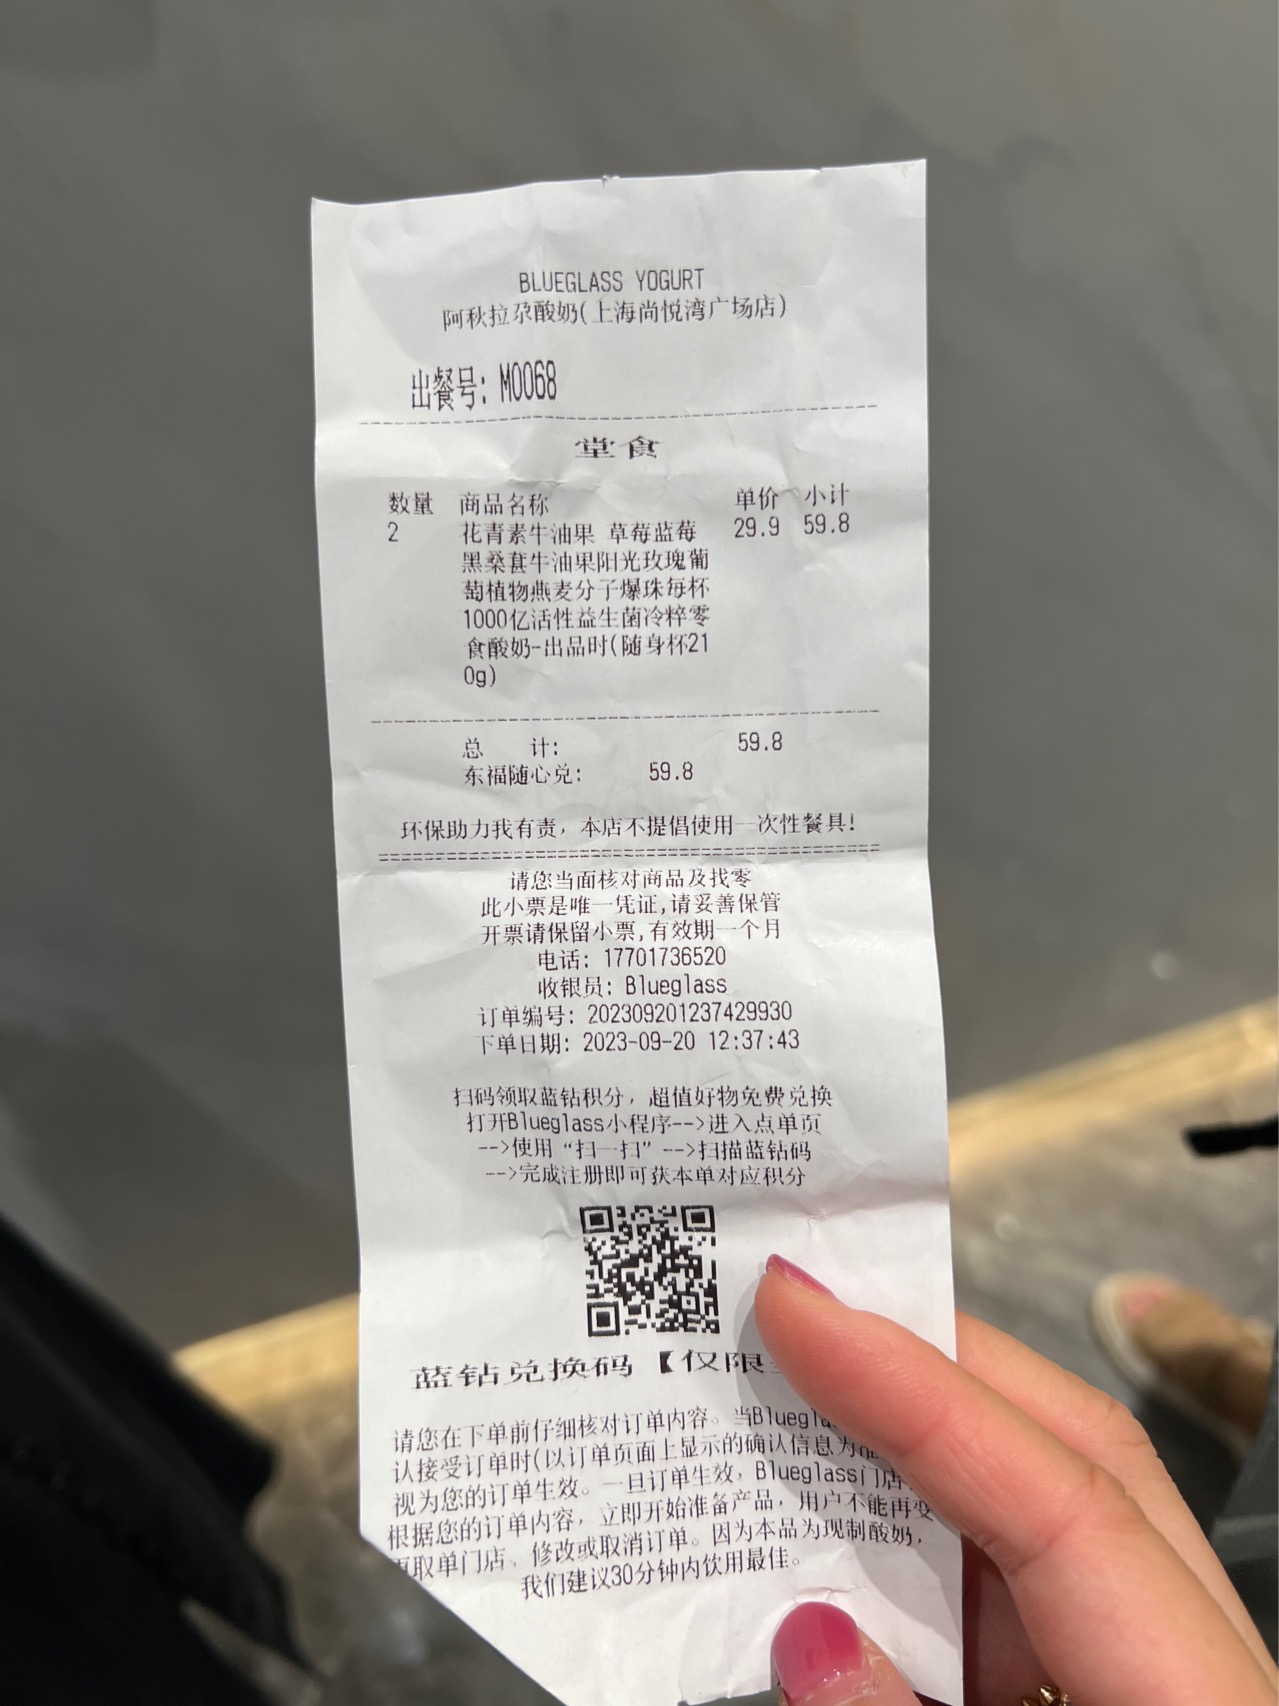 BLUEGLASS YOGURT
阿秋拉尕酸奶(上海尚悦湾广场店)
出餐号: M0068
堂食
数量 商品名称 单价 小计
2 花青素牛油果 草莓蓝莓 29.9 59.8
黑桑葚牛油果阳光玫瑰葡
萄植物燕麦分子爆珠每杯
1000亿活性益生菌冷粹零
食酸奶-出品时(随身杯21
0g)
总 计: 59.8
东福随心兑: 59.8
环保助力我有责，本店不提倡使用一次性餐具!
请您当面核对商品及找零
此小票是唯一凭证,请妥善保管
开票请保留小票,有效期一个月
电话: 17701736520
收银员: Blueglass
订单编号: 202309201237429930
下单日期: 2023-09-20 12:37:43
扫码领取蓝钻积分，超值好物免费兑换
打开Blueglass小程序-->进入点单页
-->使用“扫一扫”-->扫描蓝钻码
-->完成注册即可获本单对应积分
蓝钻兑换码【仅限
请您在下单前仔细核对订单内容。当Bluegla
认接受订单时(以订单页面上显示的确认信息为准
视为您的订单生效。一旦订单生效，Blueglass门店
根据您的订单内容，立即开始准备产品，用户不能再变
更取单门店，修改或取消订单。因为本品为现制酸奶，
我们建议30分钟内饮用最佳。